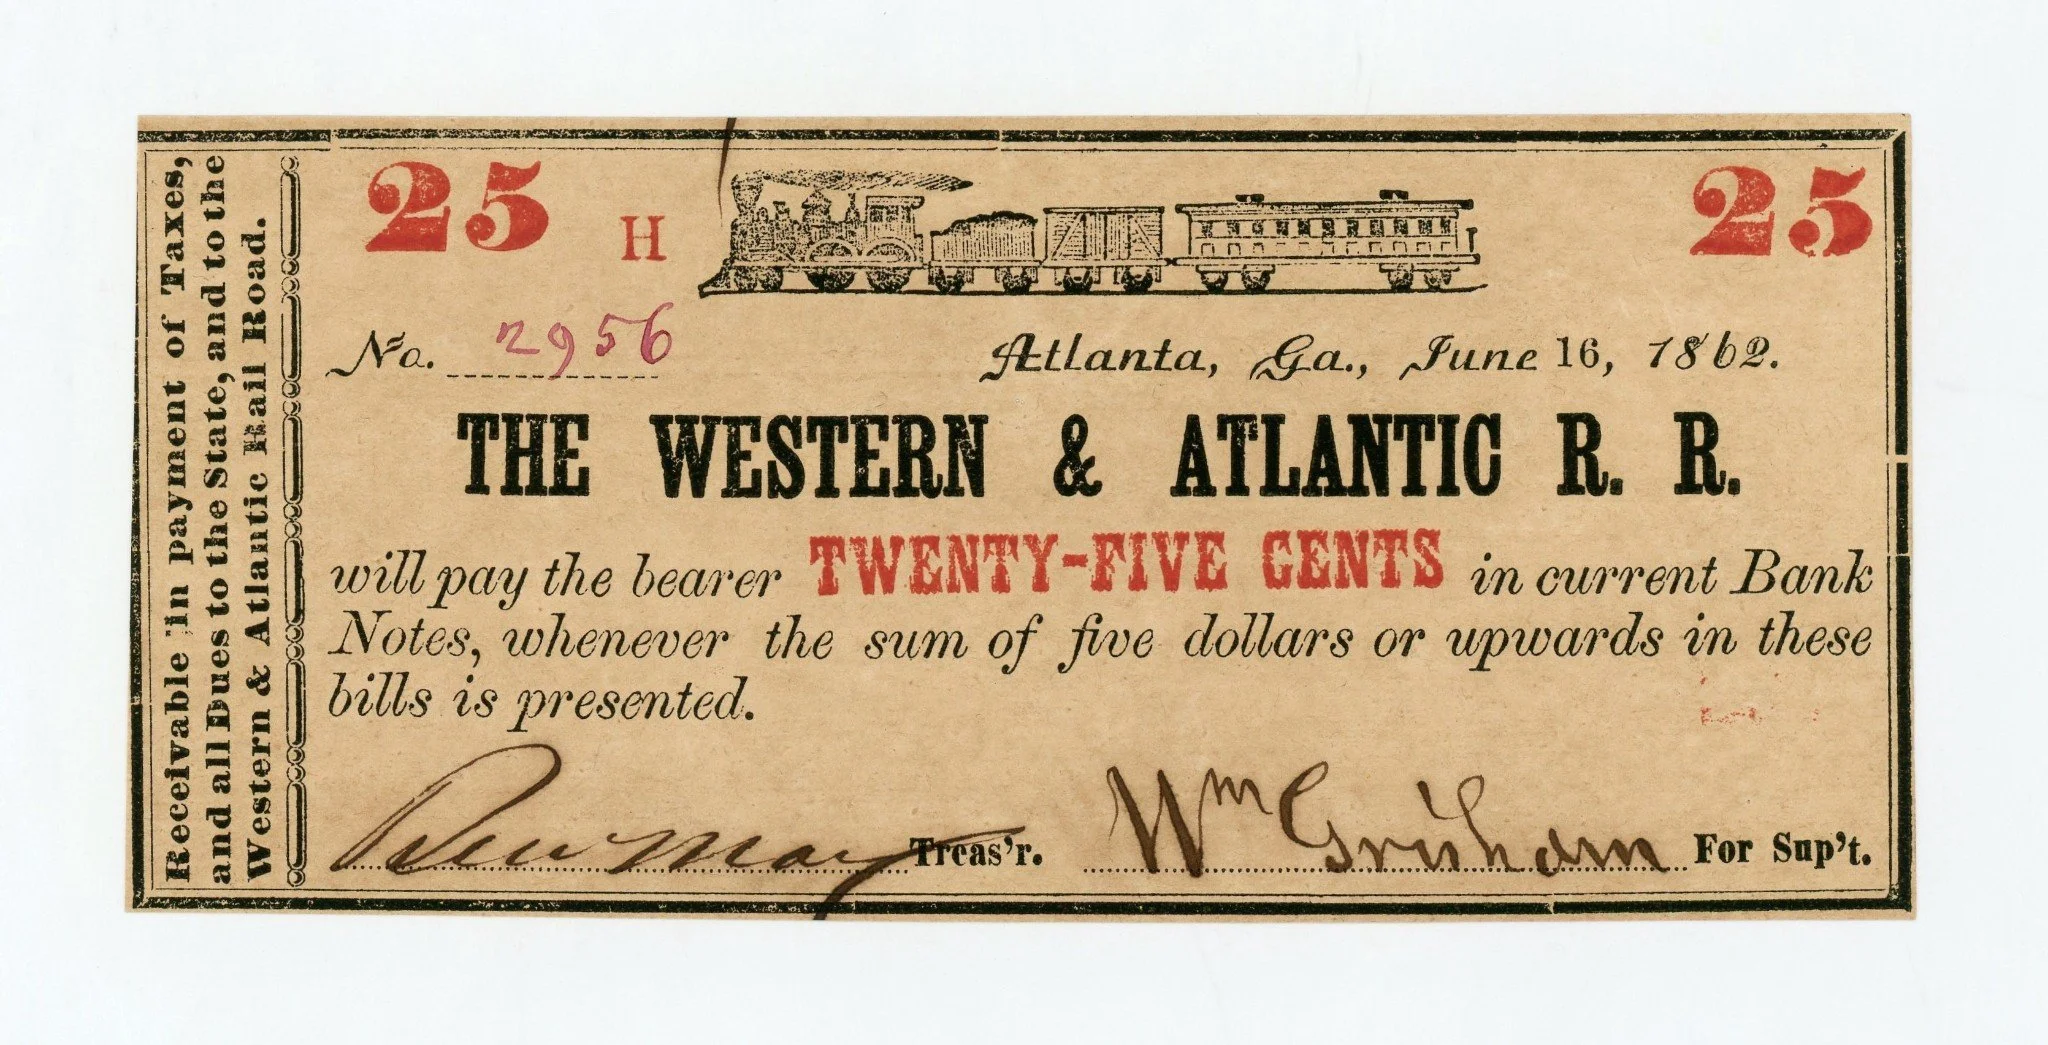 Receivable in payment of Taxes,
and all Dues to the State, and to the
Western & Atlantic Rail Road.
25 H 25
No. 2956 Atlanta, Ga., June 16, 1862.
THE WESTERN & ATLANTIC R. R.
will pay the bearer TWENTY-FIVE CENTS in current Bank
Notes, whenever the sum of five dollars or upwards in these
bills is presented.
Ben May Treas'r. Wm Grisham For Sup't.